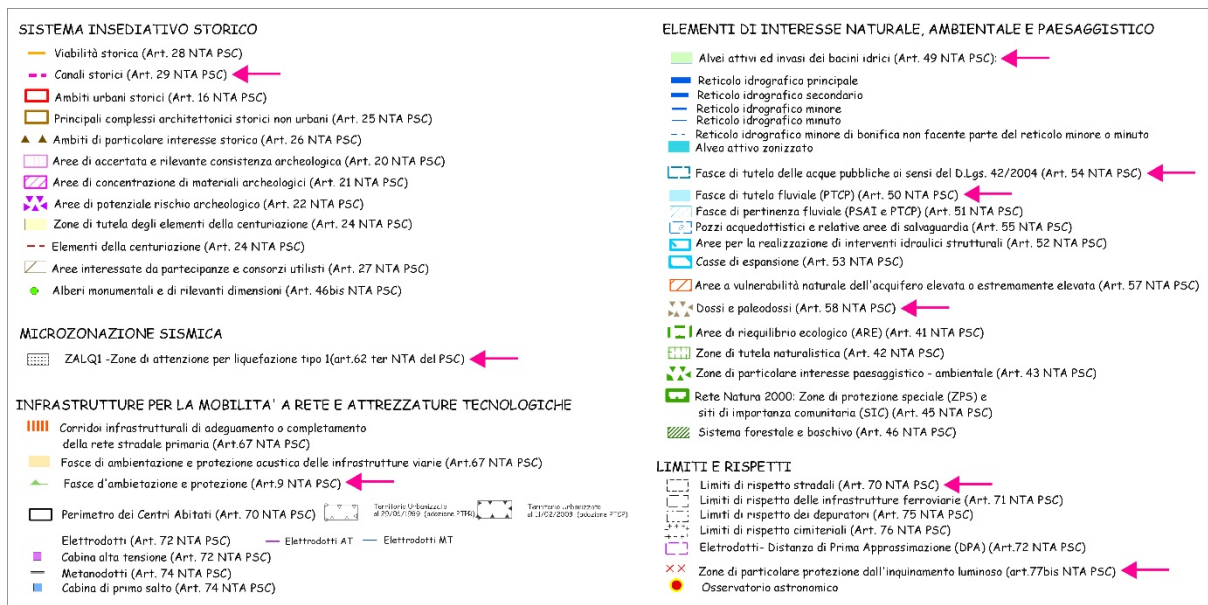 SISTEMA INSEDIATIVO STORICO
Viabilità storica (Art. 28 NTA PSC)
Canali storici (Art. 29 NTA PSC)
Ambiti urbani storici (Art. 16 NTA PSC)
Principali complessi architettonici storici non urbani (Art. 25 NTA PSC)
Ambiti di particolare interesse storico (Art. 26 NTA PSC)
Aree di accertata e rilevante consistenza archeologica (Art. 20 NTA PSC)
Aree di concentrazione di materiali archeologici (Art. 21 NTA PSC)
Aree di potenziale rischio archeologico (Art. 22 NTA PSC)
Zone di tutela degli elementi della centuriazione (Art. 24 NTA PSC)
Elementi della centuriazione (Art. 24 NTA PSC)
Aree interessate da partecipanze e consorzi utilisti (Art. 27 NTA PSC)
Alberi monumentali e di rilevanti dimensioni (Art. 46bis NTA PSC)
MICROZONAZIONE SISMICA
ZALQ1 -Zone di attenzione per liquefazione tipo 1(art.62 ter NTA del PSC)
INFRASTRUTTURE PER LA MOBILITA' A RETE E ATTREZZATURE TECNOLOGICHE
Corridoi infrastrutturali di adeguamento o completamento
della rete stradale primaria (Art.67 NTA PSC)
Fasce di ambientazione e protezione acustica delle infrastrutture viarie (Art.67 NTA PSC)
Fasce d'ambietazione e protezione (Art.9 NTA PSC)
Perimetro dei Centri Abitati (Art. 70 NTA PSC)
Territorio Urbanizzato
al 29/06/1989 (adozione PTPR)
Territorio urbanizzato
al 11/02/2003 (adozione PTCP)
Elettrodotti (Art. 72 NTA PSC)
Elettrodotti AT
Elettrodotti MT
Cabina alta tensione (Art. 72 NTA PSC)
Metanodotti (Art. 74 NTA PSC)
Cabina di primo salto (Art. 74 NTA PSC)
ELEMENTI DI INTERESSE NATURALE, AMBIENTALE E PAESAGGISTICO
Alvei attivi ed invasi dei bacini idrici (Art. 49 NTA PSC):
Reticolo idrografico principale
Reticolo idrografico secondario
Reticolo idrografico minore
Reticolo idrografico minuto
Reticolo idrografico minore di bonifica non facente parte del reticolo minore o minuto
Alveo attivo zonizzato
Fasce di tutela delle acque pubbliche ai sensi del D.Lgs. 42/2004 (Art. 54 NTA PSC)
Fasce di tutela fluviale (PTCP) (Art. 50 NTA PSC)
Fasce di pertinenza fluviale (PSAI e PTCP) (Art. 51 NTA PSC)
Pozzi acquedottistici e relative aree di salvaguardia (Art. 55 NTA PSC)
Aree per la realizzazione di interventi idraulici strutturali (Art. 52 NTA PSC)
Casse di espansione (Art. 53 NTA PSC)
Aree a vulnerabilità naturale dell'acquifero elevata o estremamente elevata (Art. 57 NTA PSC)
Dossi e paleodossi (Art. 58 NTA PSC)
Aree di riequilibrio ecologico (ARE) (Art. 41 NTA PSC)
Zone di tutela naturalistica (Art. 42 NTA PSC)
Zone di particolare interesse paesaggistico - ambientale (Art. 43 NTA PSC)
Rete Natura 2000: Zone di protezione speciale (ZPS) e
siti di importanza comunitaria (SIC) (Art. 45 NTA PSC)
Sistema forestale e boschivo (Art. 46 NTA PSC)
LIMITI E RISPETTI
Limiti di rispetto stradali (Art. 70 NTA PSC)
Limiti di rispetto delle infrastrutture ferroviarie (Art. 71 NTA PSC)
Limiti di rispetto dei depuratori (Art. 75 NTA PSC)
Limiti di rispetto cimiteriali (Art. 76 NTA PSC)
Eletrodotti- Distanza di Prima Approssimazione (DPA) (Art.72 NTA PSC)
Zone di particolare protezione dall'inquinamento luminoso (art.77bis NTA PSC)
Osservatorio astronomico